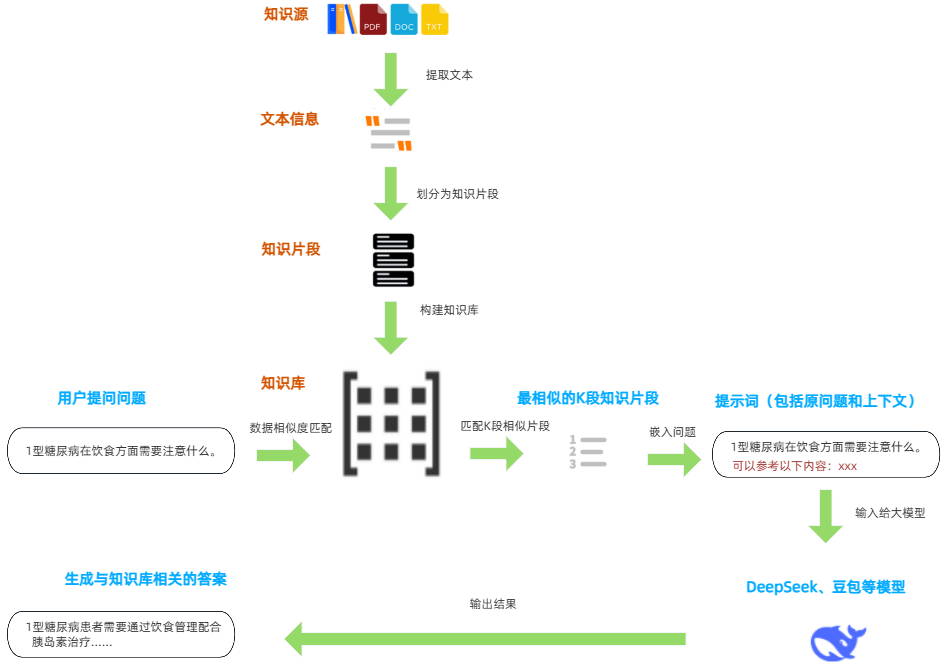 知识源
PDF
DOC
TXT
提取文本
文本信息
划分为知识片段
知识片段
构建知识库
知识库
用户提问问题
1型糖尿病在饮食方面需要注意什么。
数据相似度匹配
匹配K段相似片段
最相似的K段知识片段
1
2
3
嵌入问题
提示词（包括原问题和上下文）
1型糖尿病在饮食方面需要注意什么。
可以参考以下内容：xxx
输入给大模型
DeepSeek、豆包等模型
输出结果
生成与知识库相关的答案
1型糖尿病患者需要通过饮食管理配合
胰岛素治疗......